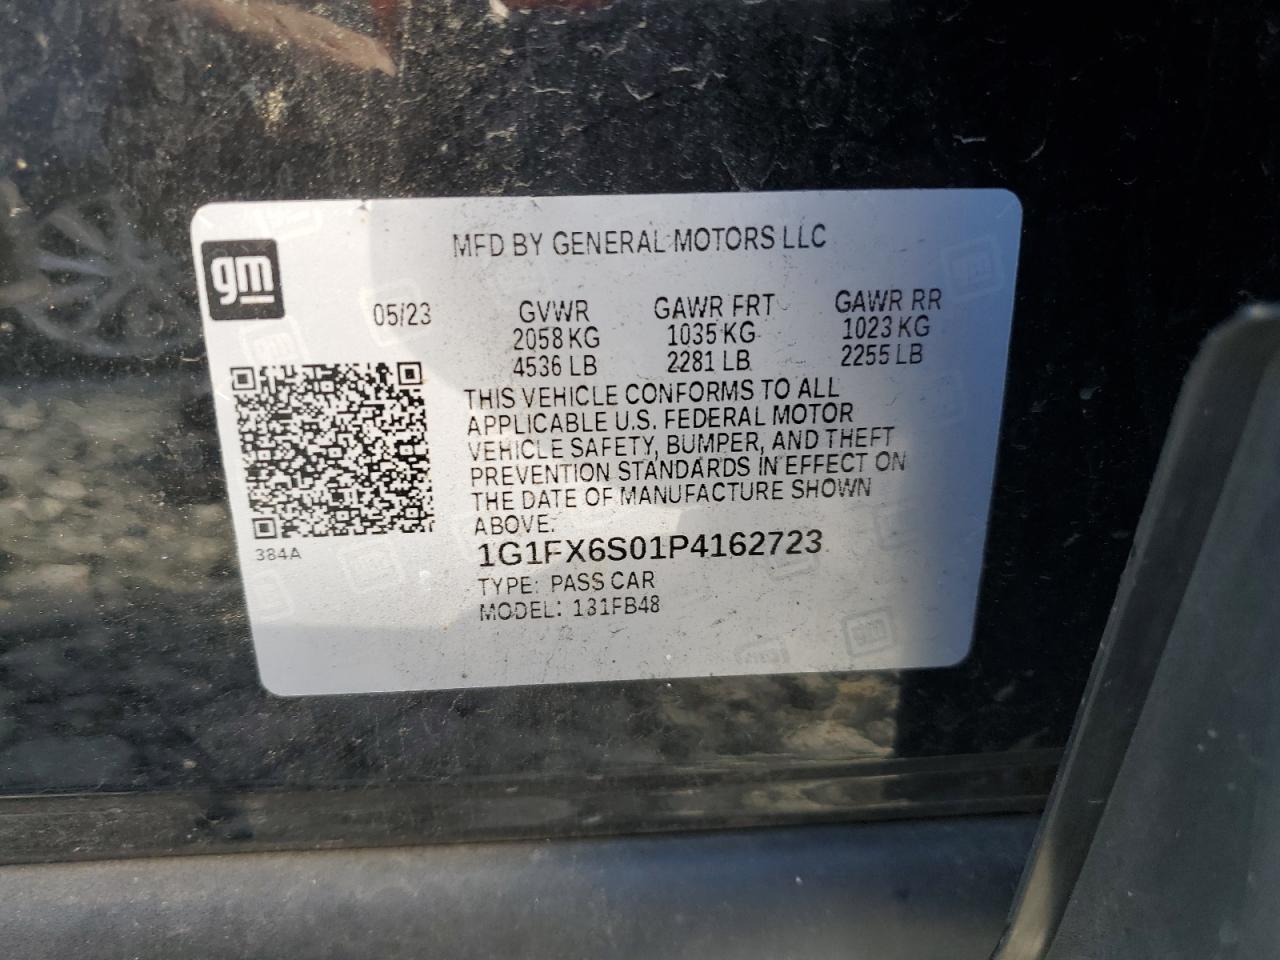 gm
MFD BY GENERAL MOTORS LLC
05/23 GVWR GAWR FRT GAWR RR
2058 KG 1035 KG 1023 KG
4536 LB 2281 LB 2255 LB
THIS VEHICLE CONFORMS TO ALL
APPLICABLE U.S. FEDERAL MOTOR
VEHICLE SAFETY, BUMPER, AND THEFT
PREVENTION STANDARDS IN EFFECT ON
THE DATE OF MANUFACTURE SHOWN
ABOVE.
384A
1G1FX6S01P4162723
TYPE: PASS CAR
MODEL: 131FB48